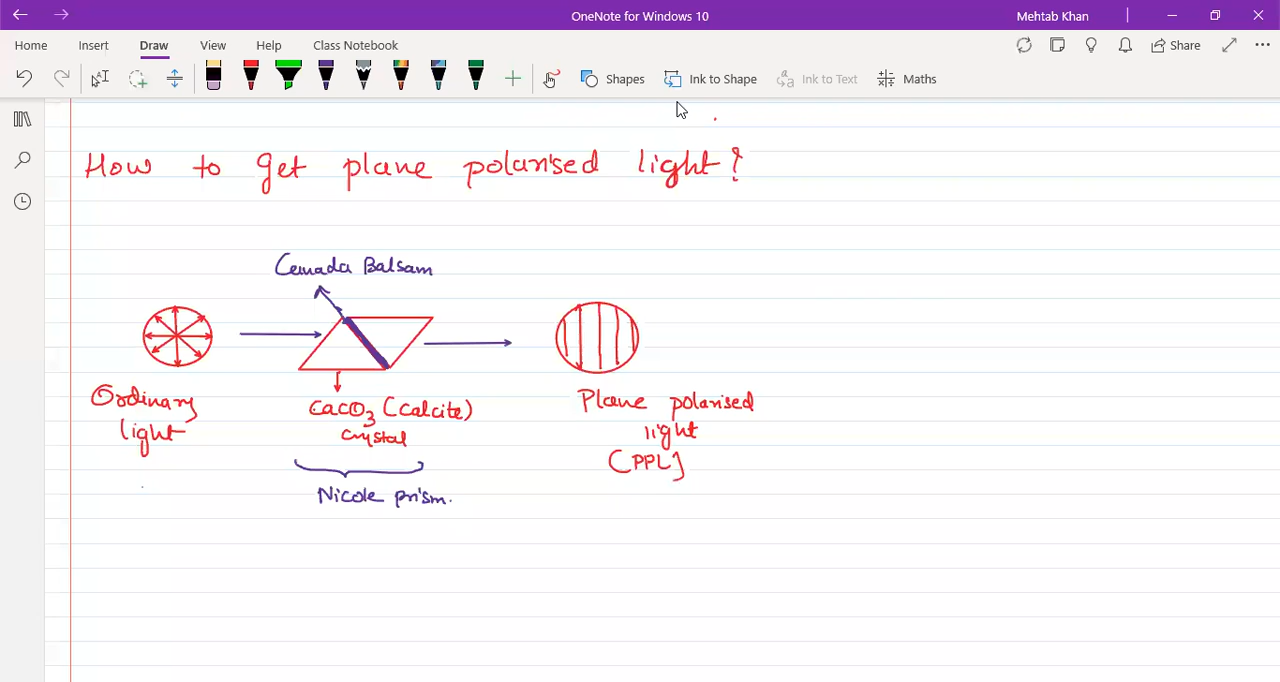 OneNote for Windows 10
Mehtab Khan
Home Insert Draw View Help Class Notebook
Share
Shapes Ink to Shape Ink to Text Maths
How to get plane polarised light?
Canada Balsam
Ordinary
light
CaCO3 (calcite)
crystal
Nicole prism.
Plane polarised
light
(PPL)